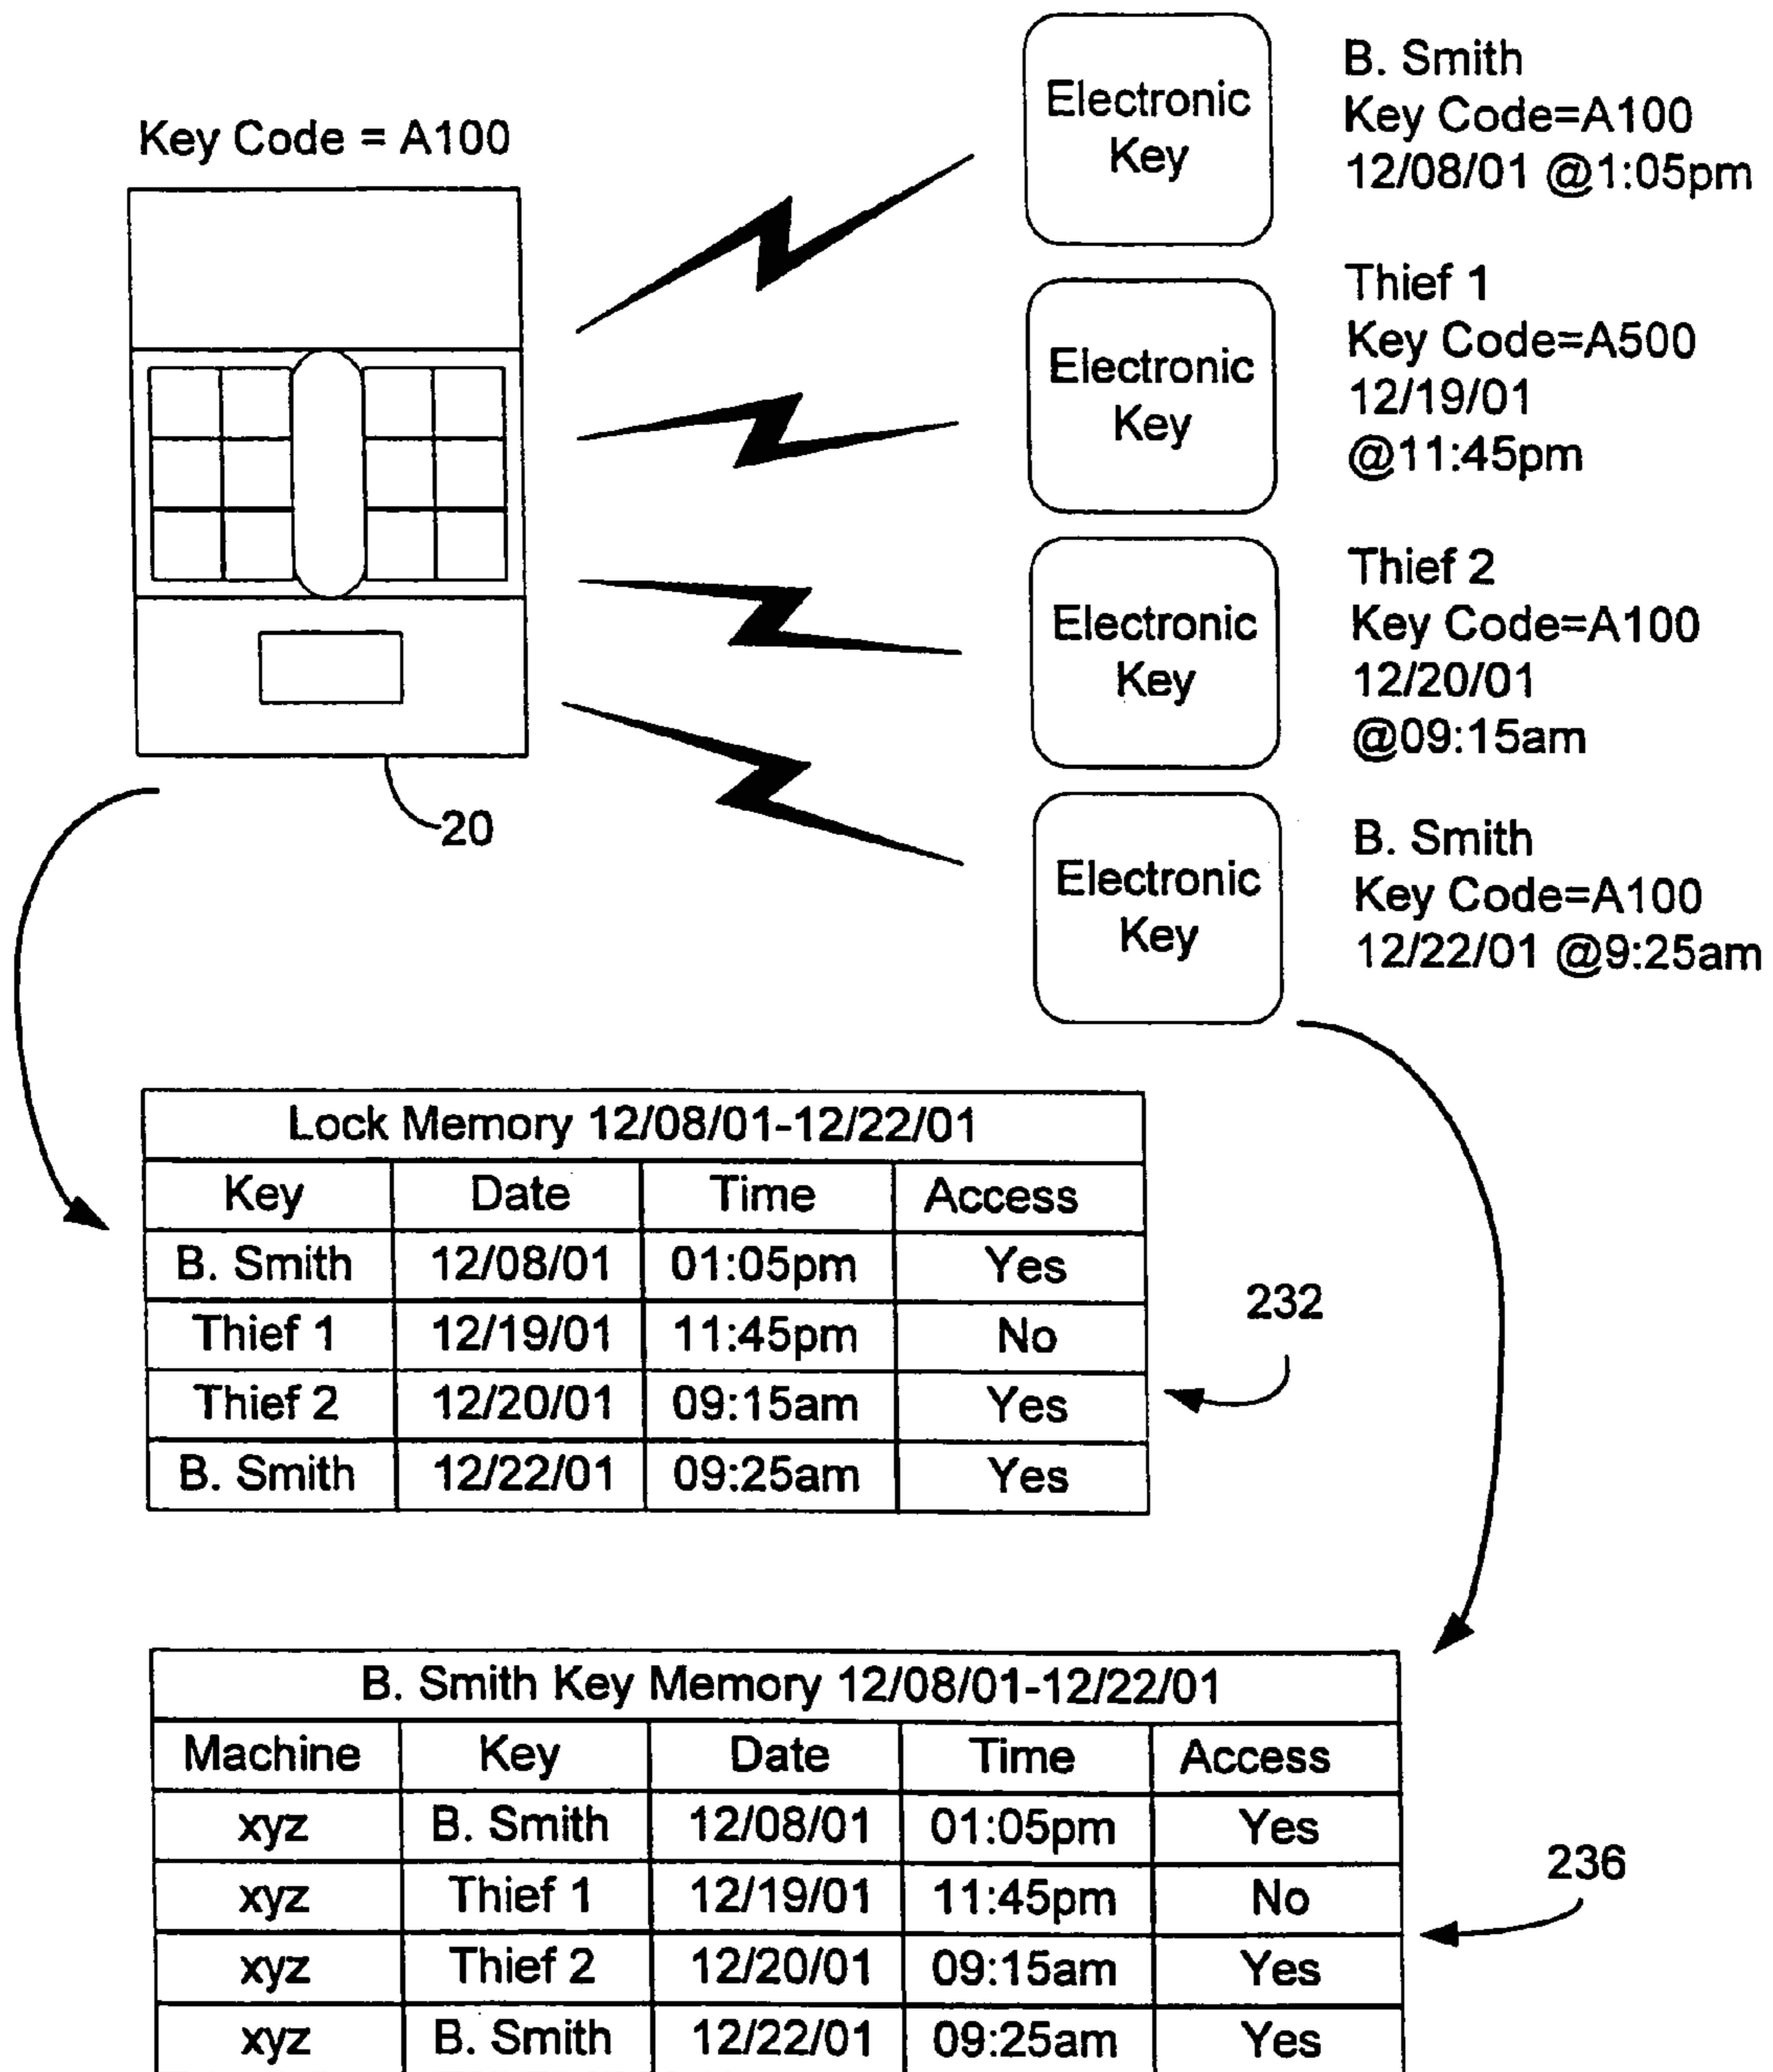 Key Code = A100
Electronic
Key
B. Smith
Key Code=A100
12/08/01 @1:05pm
Electronic
Key
Thief 1
Key Code=A500
12/19/01
@11:45pm
Electronic
Key
Thief 2
Key Code=A100
12/20/01
@09:15am
Electronic
Key
B. Smith
Key Code=A100
12/22/01 @9:25am
20
Lock Memory 12/08/01-12/22/01
Key Date Time Access
B. Smith 12/08/01 01:05pm Yes
Thief 1 12/19/01 11:45pm No
Thief 2 12/20/01 09:15am Yes
B. Smith 12/22/01 09:25am Yes
232
B. Smith Key Memory 12/08/01-12/22/01
Machine Key Date Time Access
xyz B. Smith 12/08/01 01:05pm Yes
xyz Thief 1 12/19/01 11:45pm No
xyz Thief 2 12/20/01 09:15am Yes
xyz B. Smith 12/22/01 09:25am Yes
236